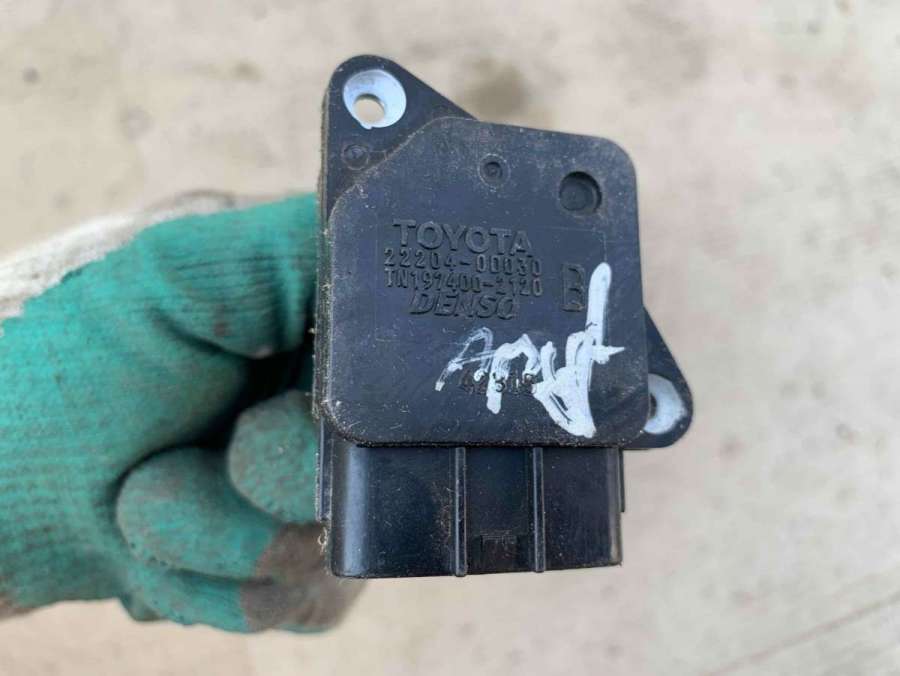 TOYOTA
22204-00030
TN197400-2120
DENSO
B